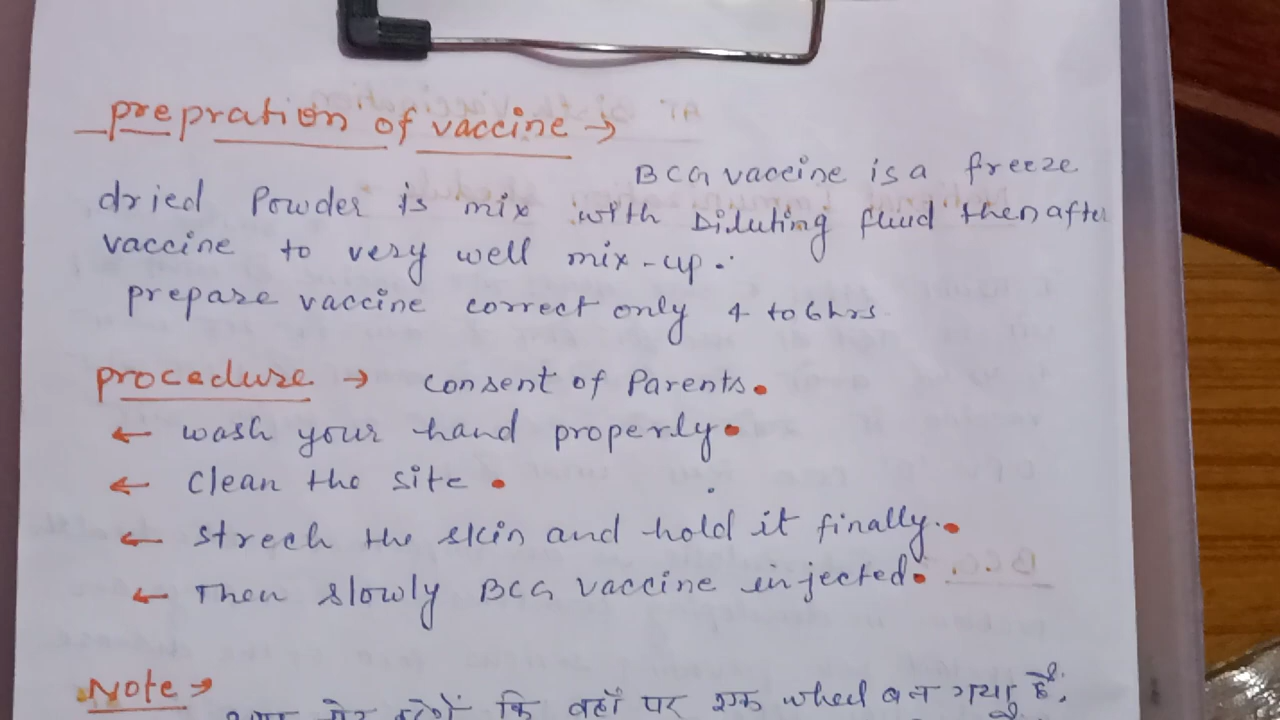 prepration of vaccine →
BCG vaccine is a freeze
dried Powder is mix with Diluting fluid then after
vaccine to very well mix-up.
prepare vaccine correct only 4 to 6 hrs.
procedure → Consent of Parents.
← wash your hand properly.
← Clean the site.
← strech the skin and hold it finally.
← Then slowly BCG vaccine injected.
Note → कि वहाँ पर एक wheel बन गया है,